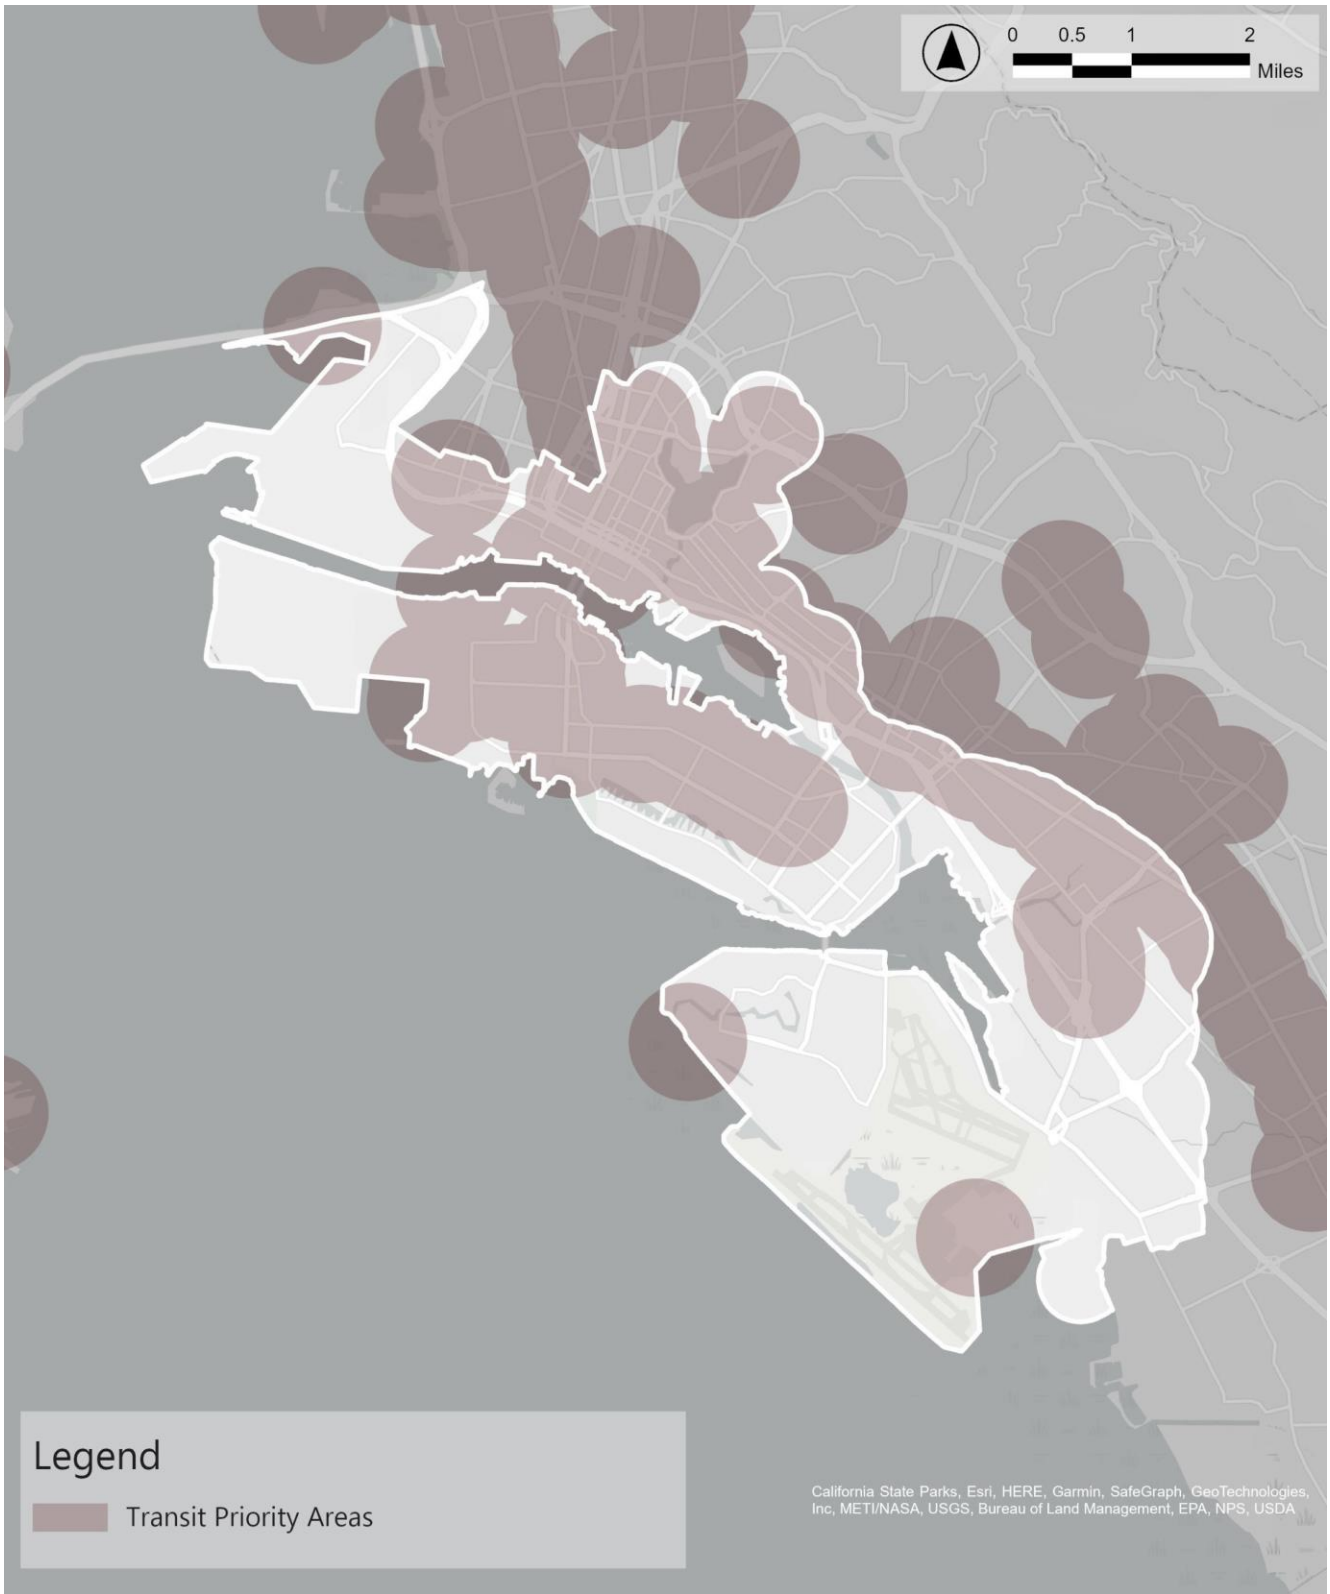 0 0.5 1 2
Miles
Legend
Transit Priority Areas
California State Parks, Esri, HERE, Garmin, SafeGraph, GeoTechnologies,
Inc, METI/NASA, USGS, Bureau of Land Management, EPA, NPS, USDA